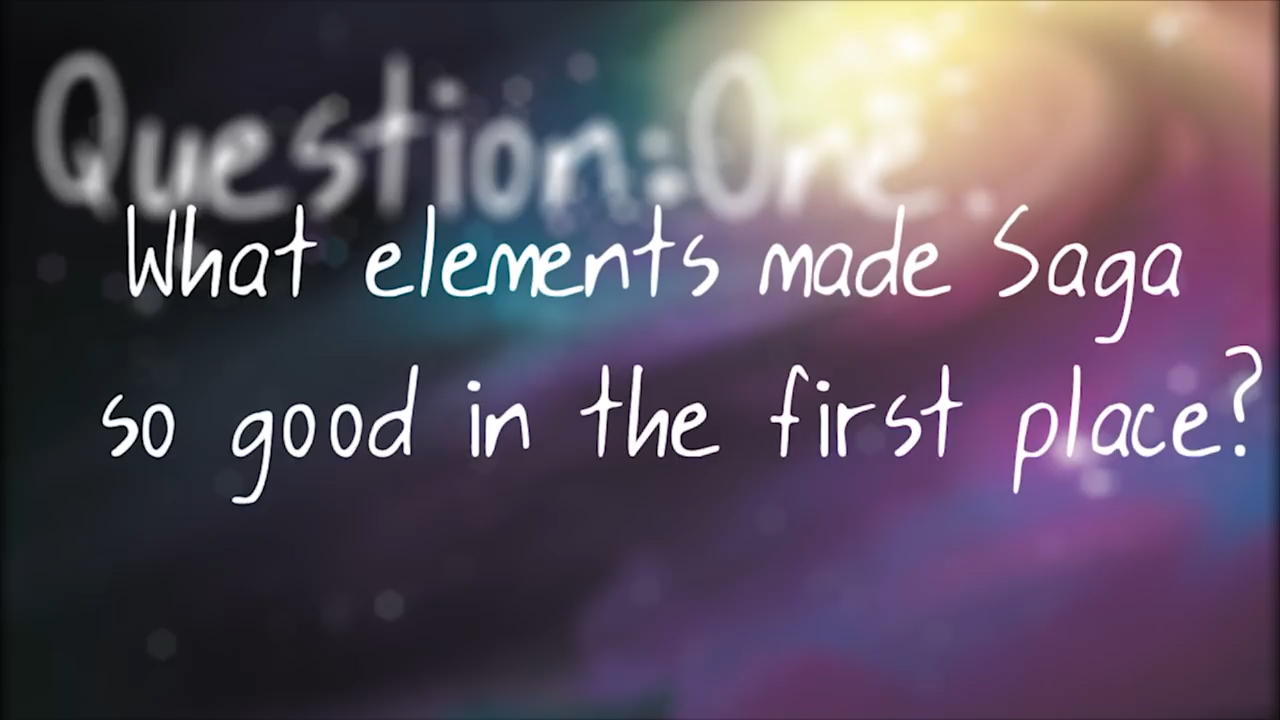 Question:One.
What elements made Saga
so good in the first place?